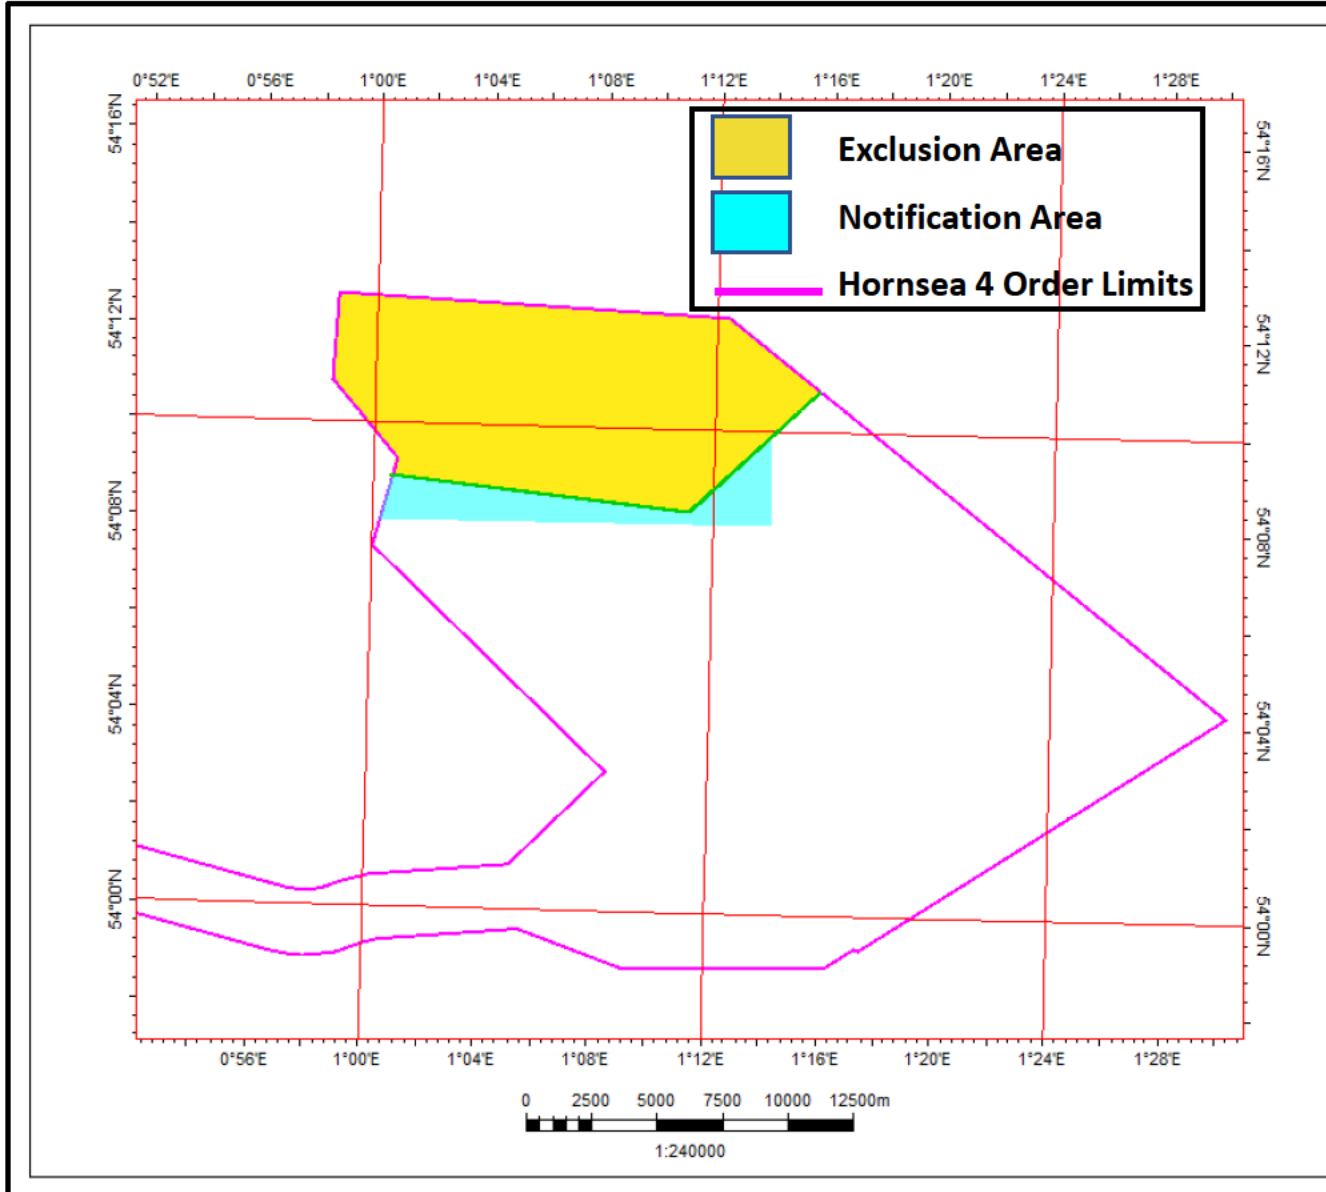 0°52'E 0°56'E 1°00'E 1°04'E 1°08'E 1°12'E 1°16'E 1°20'E 1°24'E 1°28'E
54°16'N
54°12'N
54°08'N
54°04'N
54°00'N
Exclusion Area
Notification Area
Hornsea 4 Order Limits
54°16'N
54°12'N
54°08'N
54°04'N
54°00'N
0°56'E 1°00'E 1°04'E 1°08'E 1°12'E 1°16'E 1°20'E 1°24'E 1°28'E
0 2500 5000 7500 10000 12500m
1:240000